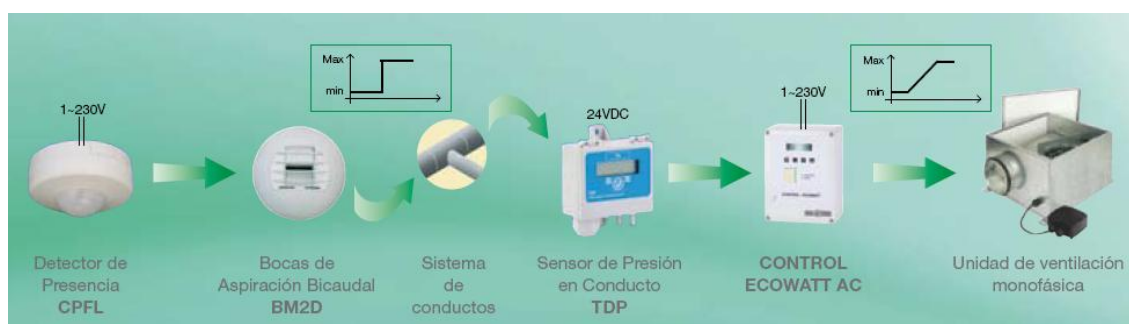 Max
min
Max
min
1~230V
24VDC
1~230V
Detector de
Presencia
CPFL
Bocas de
Aspiración Bicaudal
BM2D
Sistema
de
conductos
Sensor de Presión
en Conducto
TDP
CONTROL
ECOWATT AC
Unidad de ventilación
monofásica